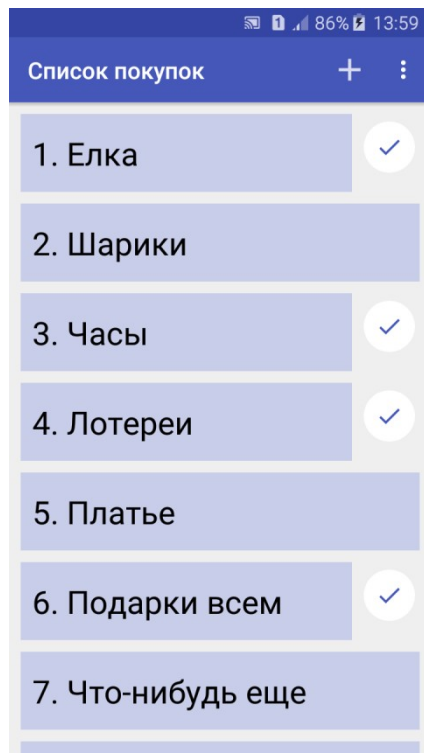 1 86% 13:59
Список покупок
1. Елка
2. Шарики
3. Часы
4. Лотереи
5. Платье
6. Подарки всем
7. Что-нибудь еще